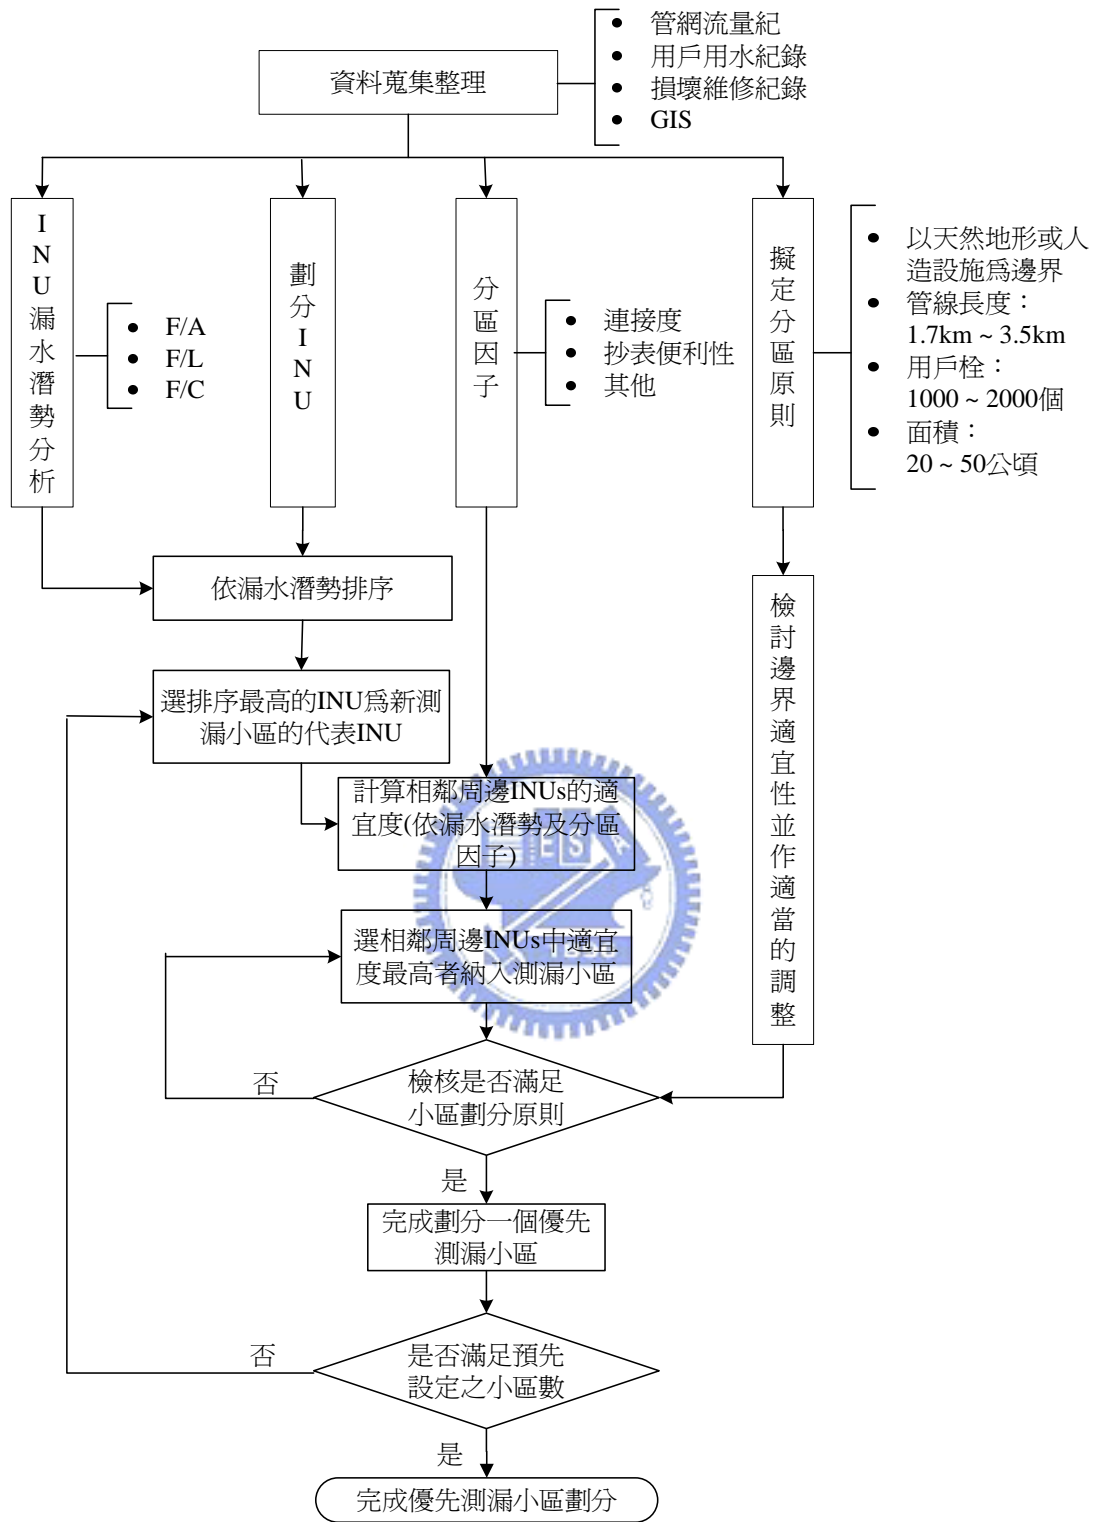 管網流量紀
用戶用水紀錄
損壞維修紀錄
GIS
資料蒐集整理
INU漏水潛勢分析
F/A
F/L
F/C
劃分INU
分區因子
連接度
抄表便利性
其他
擬定分區原則
以天然地形或人
造設施為邊界
管線長度：
1.7km ~ 3.5km
用戶栓：
1000 ~ 2000個
面積：
20 ~ 50公頃
依漏水潛勢排序
選排序最高的INU為新測
漏小區的代表INU
檢討邊界適宜性並作適當的調整
計算相鄰周邊INUs的適
宜度(依漏水潛勢及分區
因子)
選相鄰周邊INUs中適宜
度最高者納入測漏小區
檢核是否滿足
小區劃分原則
否
是
完成劃分一個優先
測漏小區
是否滿足預先
設定之小區數
否
是
完成優先測漏小區劃分
ES
1896